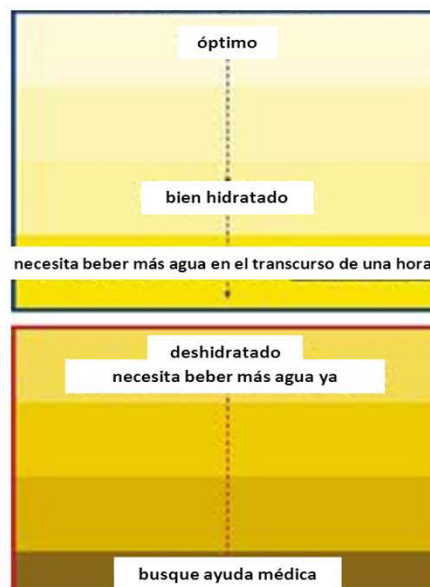 óptimo
bien hidratado
necesita beber más agua en el transcurso de una hora
deshidratado
necesita beber más agua ya
busque ayuda médica